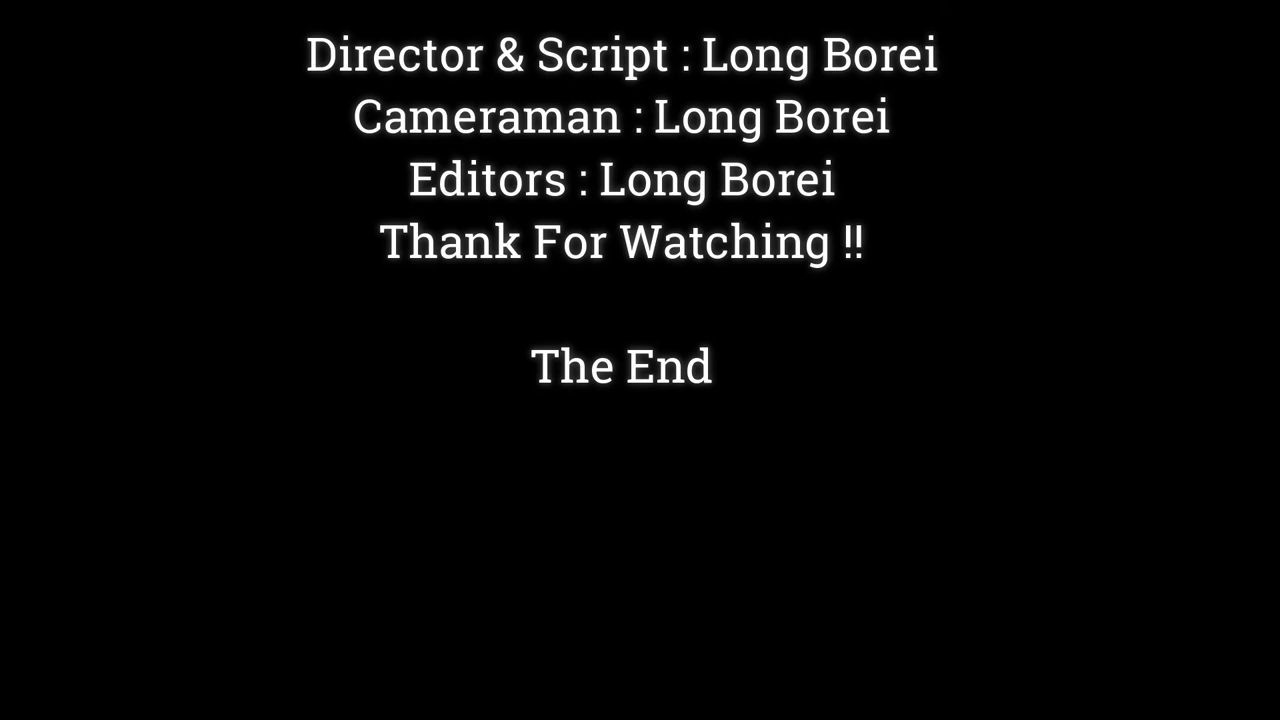 Director & Script : Long Borei
Cameraman : Long Borei
Editors : Long Borei
Thank For Watching !!
The End